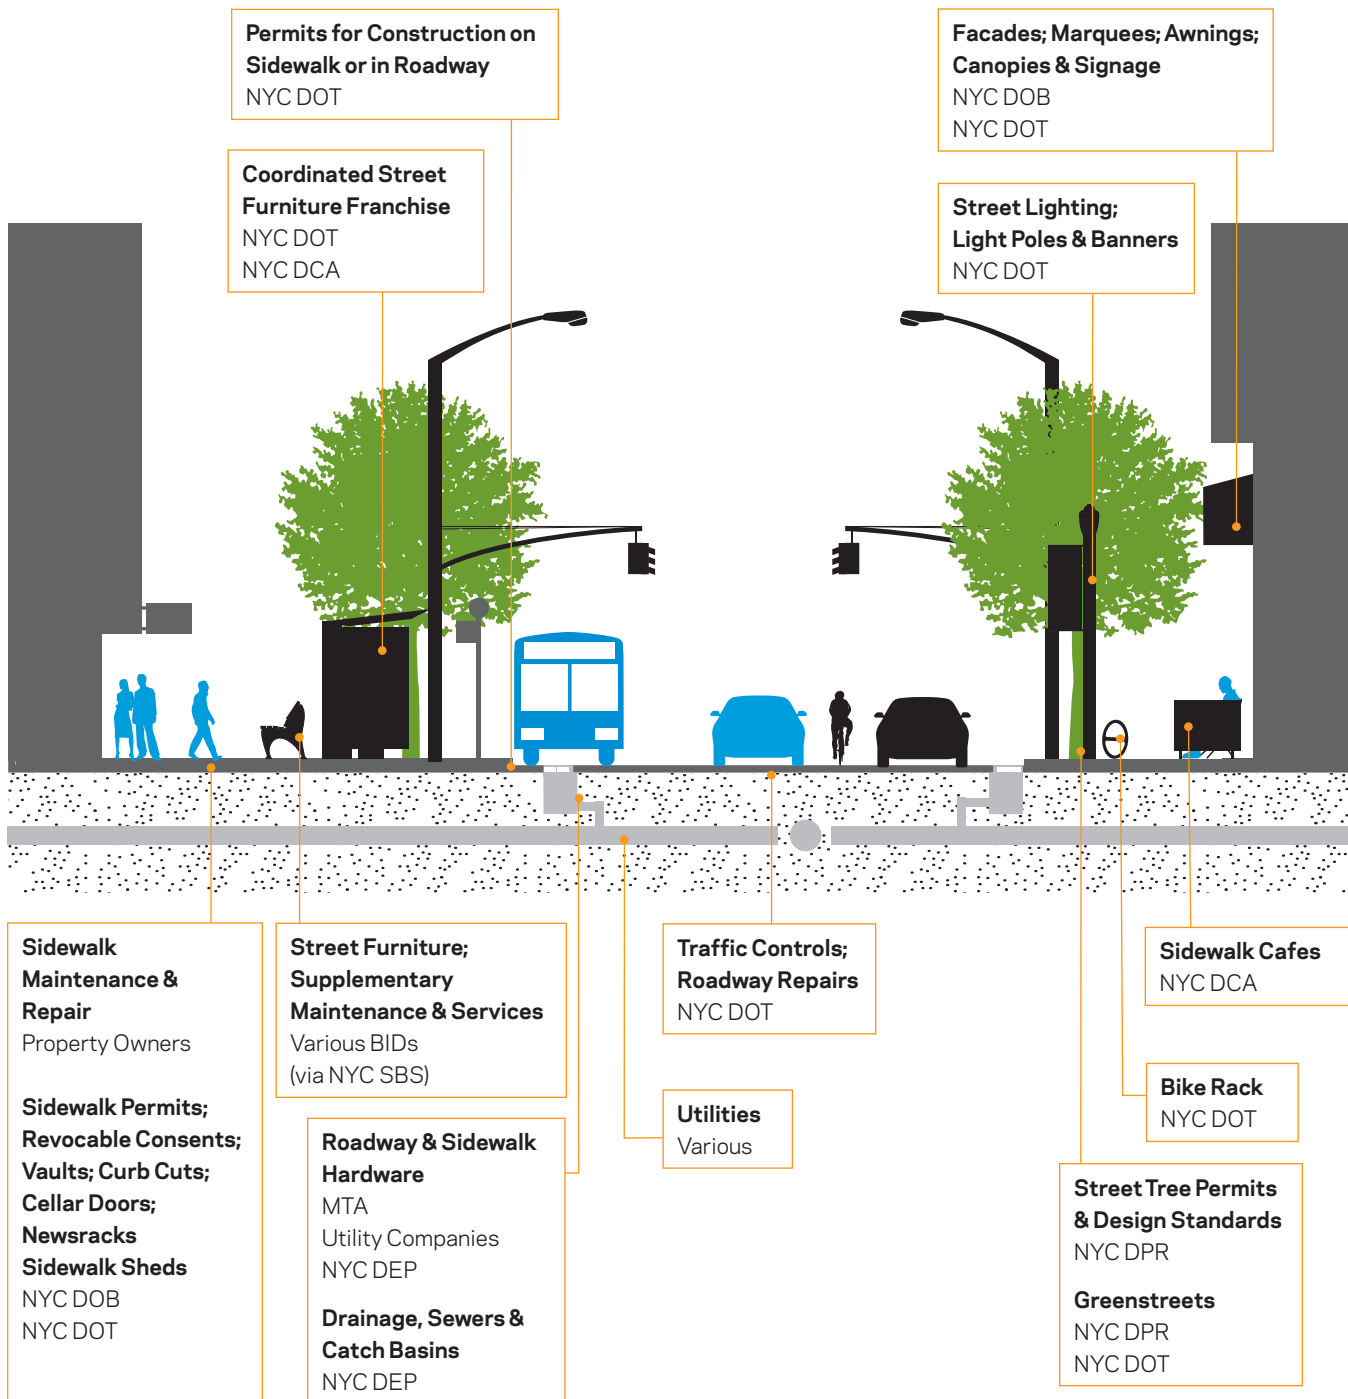 Permits for Construction on
Sidewalk or in Roadway
NYC DOT
Facades; Marquees; Awnings;
Canopies & Signage
NYC DOB
NYC DOT
Coordinated Street
Furniture Franchise
NYC DOT
NYC DCA
Street Lighting;
Light Poles & Banners
NYC DOT
Sidewalk
Maintenance &
Repair
Property Owners
Sidewalk Permits;
Revocable Consents;
Vaults; Curb Cuts;
Cellar Doors;
Newsracks
Sidewalk Sheds
NYC DOB
NYC DOT
Street Furniture;
Supplementary
Maintenance & Services
Various BIDs
(via NYC SBS)
Roadway & Sidewalk
Hardware
MTA
Utility Companies
NYC DEP
Drainage, Sewers &
Catch Basins
NYC DEP
Traffic Controls;
Roadway Repairs
NYC DOT
Utilities
Various
Sidewalk Cafes
NYC DCA
Bike Rack
NYC DOT
Street Tree Permits
& Design Standards
NYC DPR
Greenstreets
NYC DPR
NYC DOT